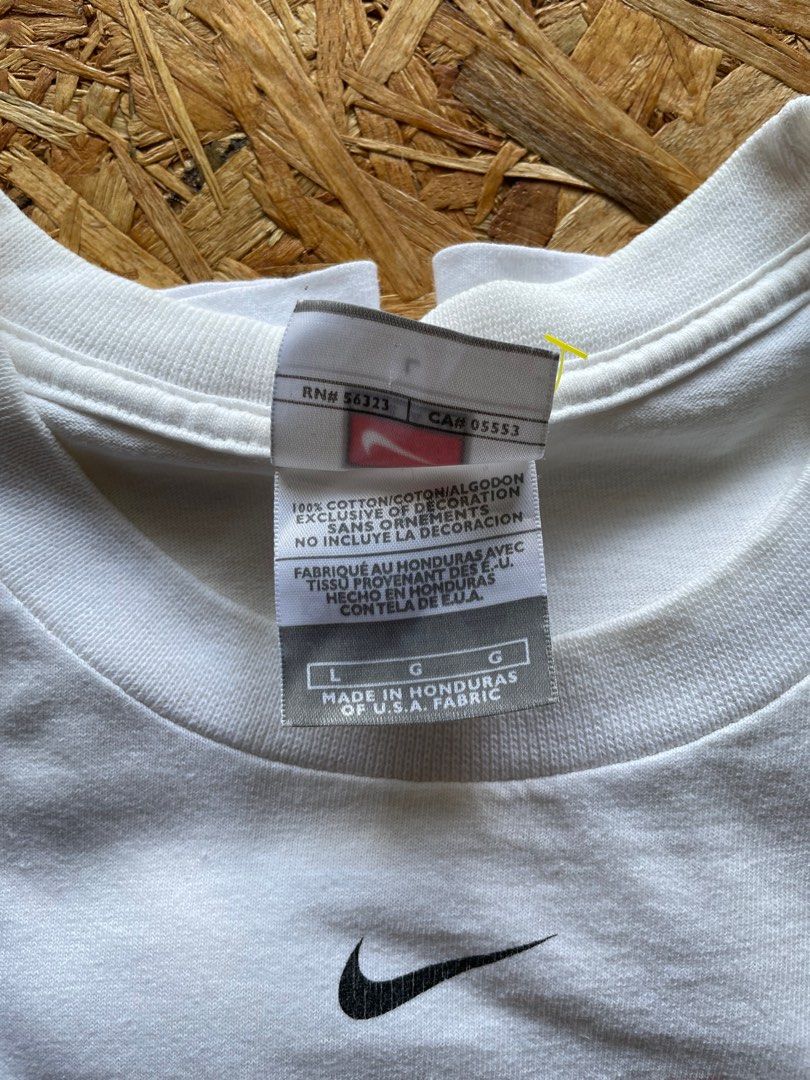 RN# 56323 | CA# 05553
100% COTTON/COTON/ALGODON
EXCLUSIVE OF DECORATION
SANS ORNEMENTS
NO INCLUYE LA DECORACION
FABRIQUÉ AU HONDURAS AVEC
TISSU PROVENANT DES É.-U.
HECHO EN HONDURAS
CON TELA DE E.U.A.
L G G
MADE IN HONDURAS
OF U.S.A. FABRIC